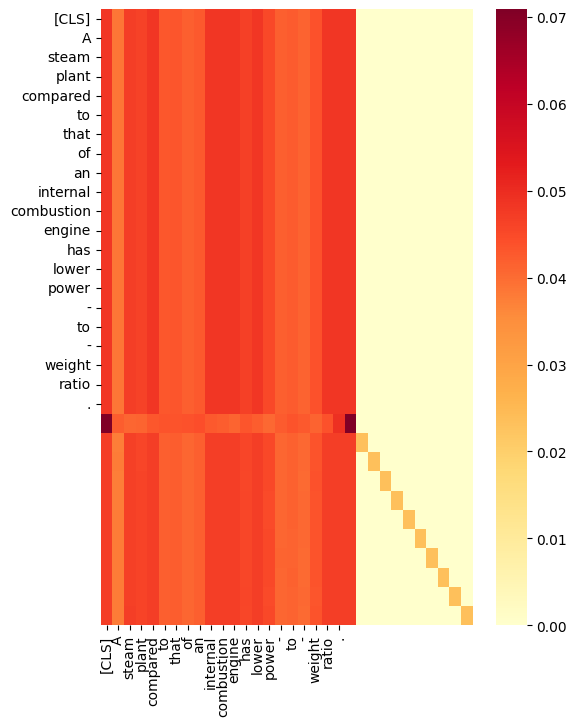 [CLS]
A
steam
plant
compared
to
that
of
an
internal
combustion
engine
has
lower
power
-
to
-
weight
ratio
.
0.07
0.06
0.05
0.04
0.03
0.02
0.01
0.00
[CLS]
A
steam
plant
compared
to
that
of
an
internal
combustion
engine
has
lower
power
-
to
-
weight
ratio
.